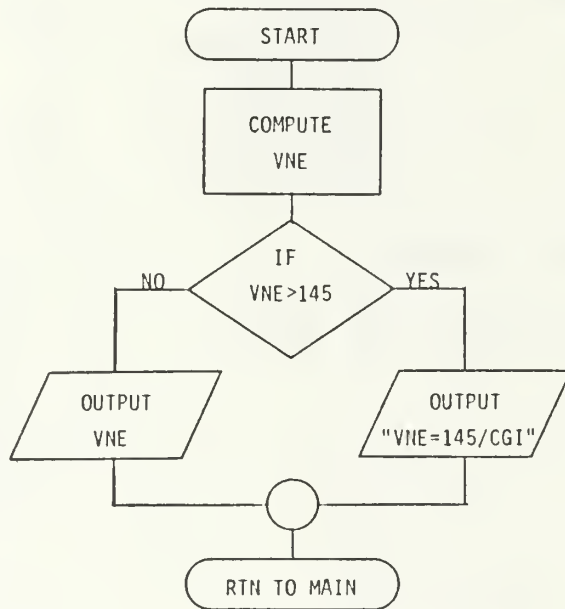 START
COMPUTE
VNE
IF
VNE>145
NO
YES
OUTPUT
VNE
OUTPUT
"VNE=145/CGI"
RTN TO MAIN